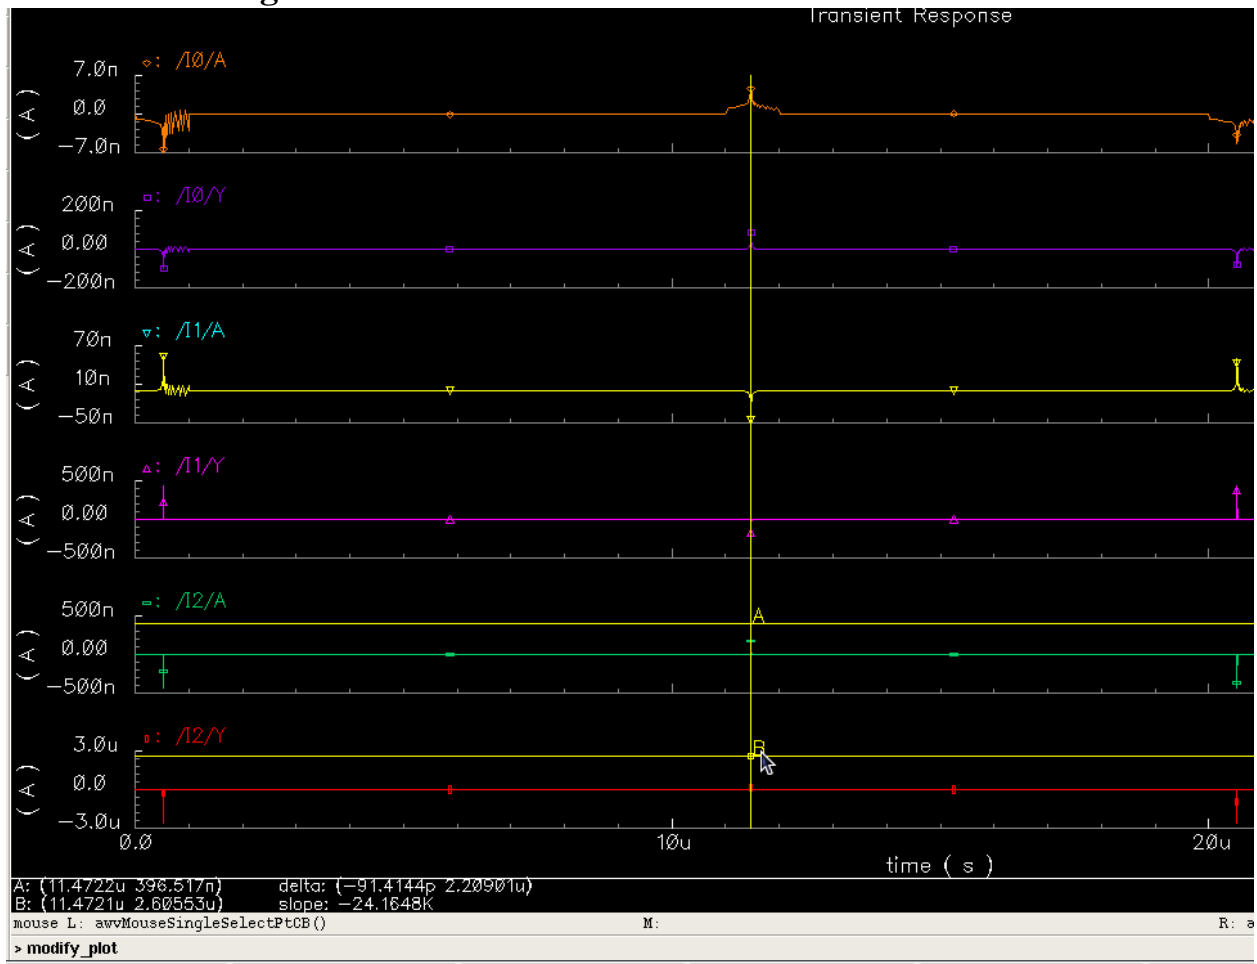 Transient Response
◇: /I0/A
7.0n
0.0
−7.0n
(A)
▫: /I0/Y
200n
0.00
−200n
(A)
▿: /I1/A
70n
10n
−50n
(A)
▵: /I1/Y
500n
0.00
−500n
(A)
▭: /I2/A
500n
0.00
−500n
(A)
A
▯: /I2/Y
3.0u
0.0
−3.0u
(A)
B
0.0 10u 20u
time ( s )
A: (11.4722u 396.517n) delta: (−91.4144p 2.20901u)
B: (11.4721u 2.60553u) slope: −24.1648K
mouse L: awvMouseSingleSelectPtCB() M: R:
> modify_plot